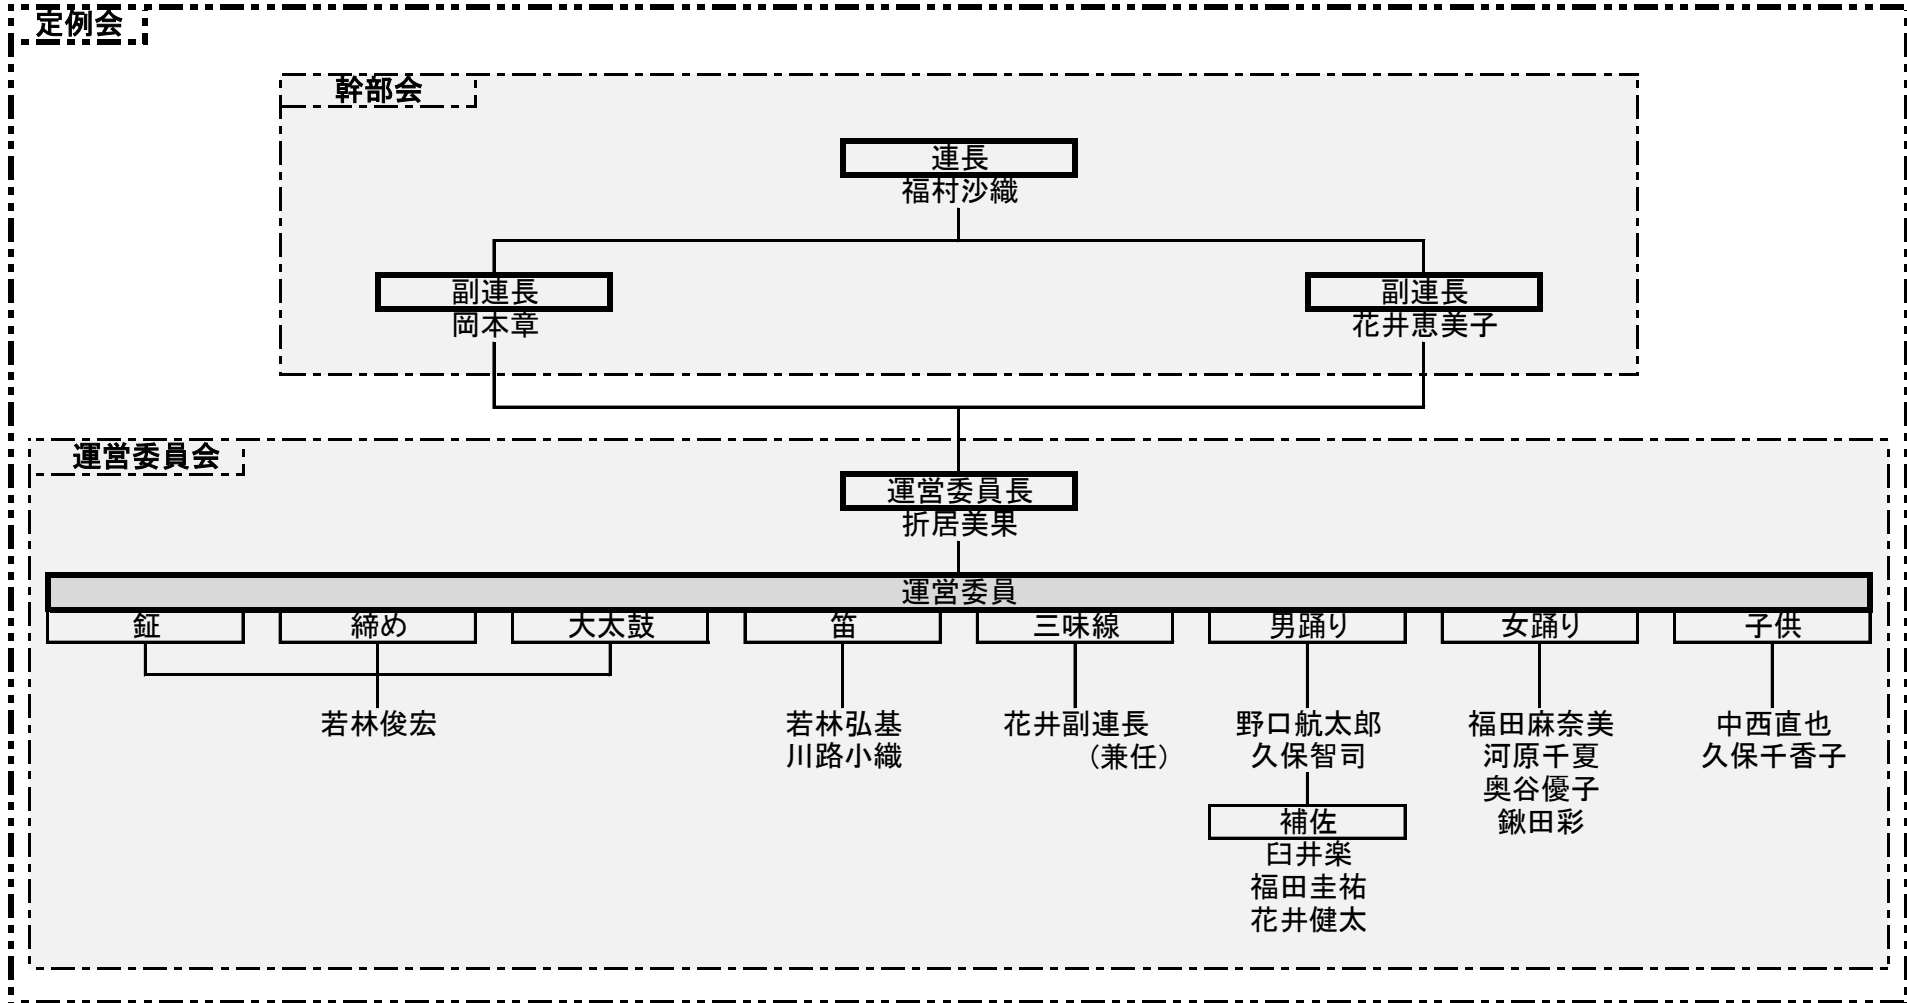 定例会
幹部会
連長
福村沙織
副連長 副連長
岡本章 花井恵美子
運営委員会
運営委員長
折居美果
運営委員
鉦 締め 大太鼓 笛 三味線 男踊り 女踊り 子供
若林俊宏 若林弘基 花井副連長 野口航太郎 福田麻奈美 中西直也
川路小織 （兼任） 久保智司 河原千夏 久保千香子
奥谷優子
補佐 鍬田彩
臼井楽
福田圭祐
花井健太